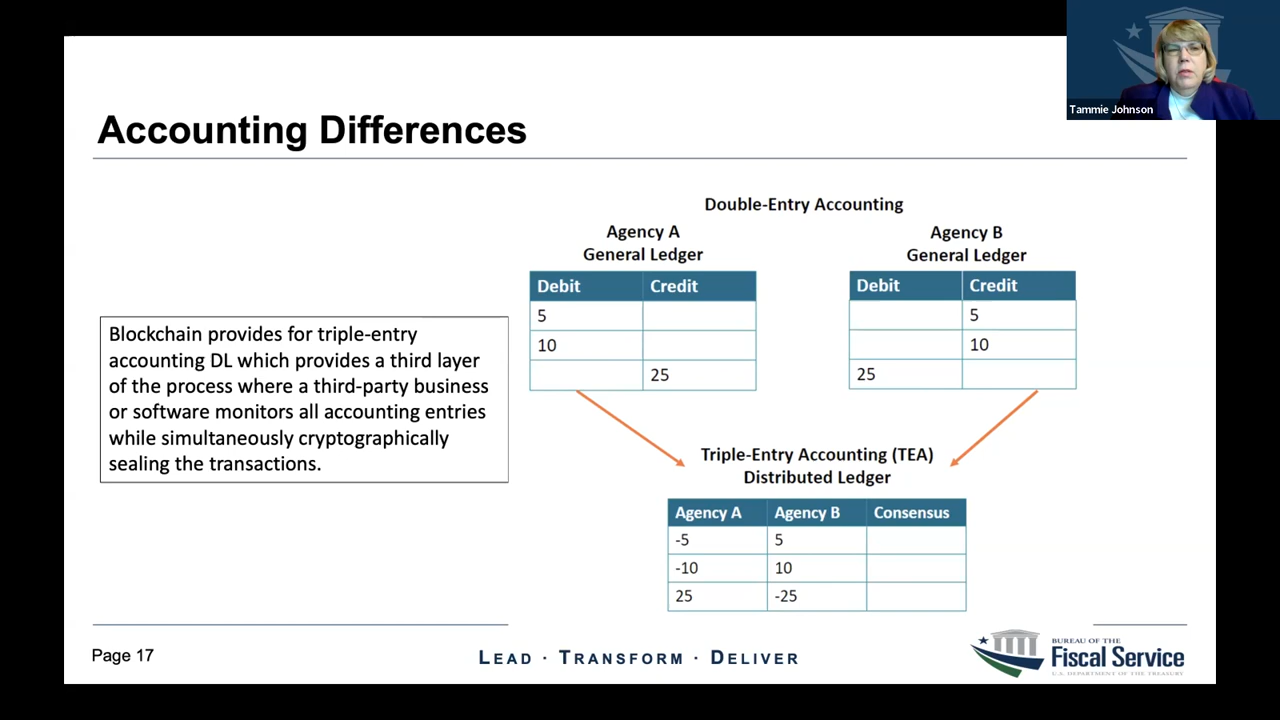 Tammie Johnson
Accounting Differences
Blockchain provides for triple-entry
accounting DL which provides a third layer
of the process where a third-party business
or software monitors all accounting entries
while simultaneously cryptographically
sealing the transactions.
Double-Entry Accounting
Agency A
General Ledger
Debit Credit
5
10
25
Agency B
General Ledger
Debit Credit
5
10
25
Triple-Entry Accounting (TEA)
Distributed Ledger
Agency A Agency B Consensus
-5 5
-10 10
25 -25
Page 17
LEAD · TRANSFORM · DELIVER
BUREAU OF THE
Fiscal Service
U.S. DEPARTMENT OF THE TREASURY